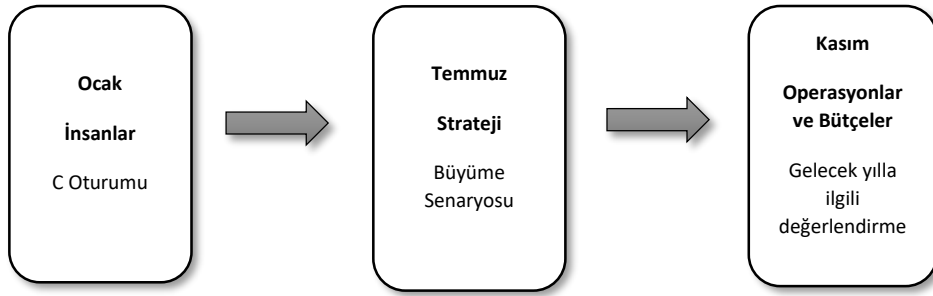 Ocak
İnsanlar
C Oturumu
Temmuz
Strateji
Büyüme
Senaryosu
Kasım
Operasyonlar
ve Bütçeler
Gelecek yılla
ilgili
değerlendirme